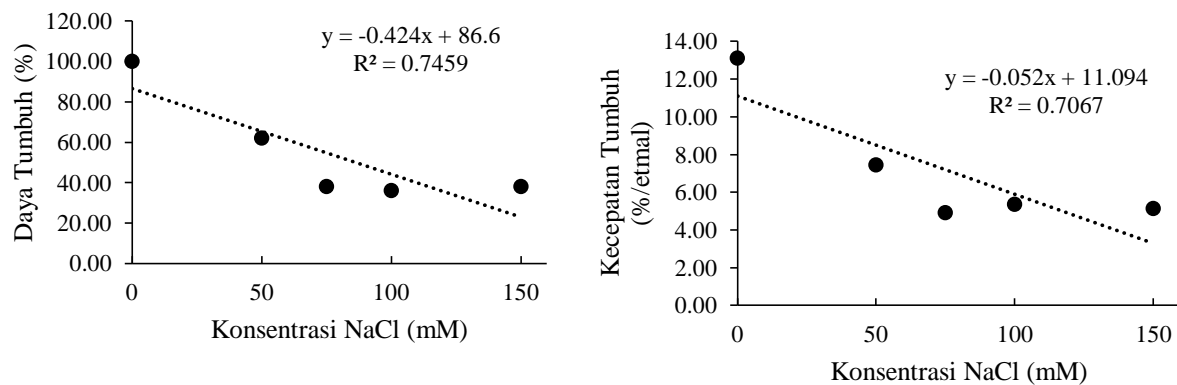 120.00
100.00
80.00
60.00
40.00
20.00
0.00
Daya Tumbuh (%)
y = -0.424x + 86.6
R² = 0.7459
0
50
100
150
Konsentrasi NaCl (mM)
14.00
12.00
10.00
8.00
6.00
4.00
2.00
0.00
Kecepatan Tumbuh
(%/etmal)
y = -0.052x + 11.094
R² = 0.7067
0
50
100
150
Konsentrasi NaCl (mM)